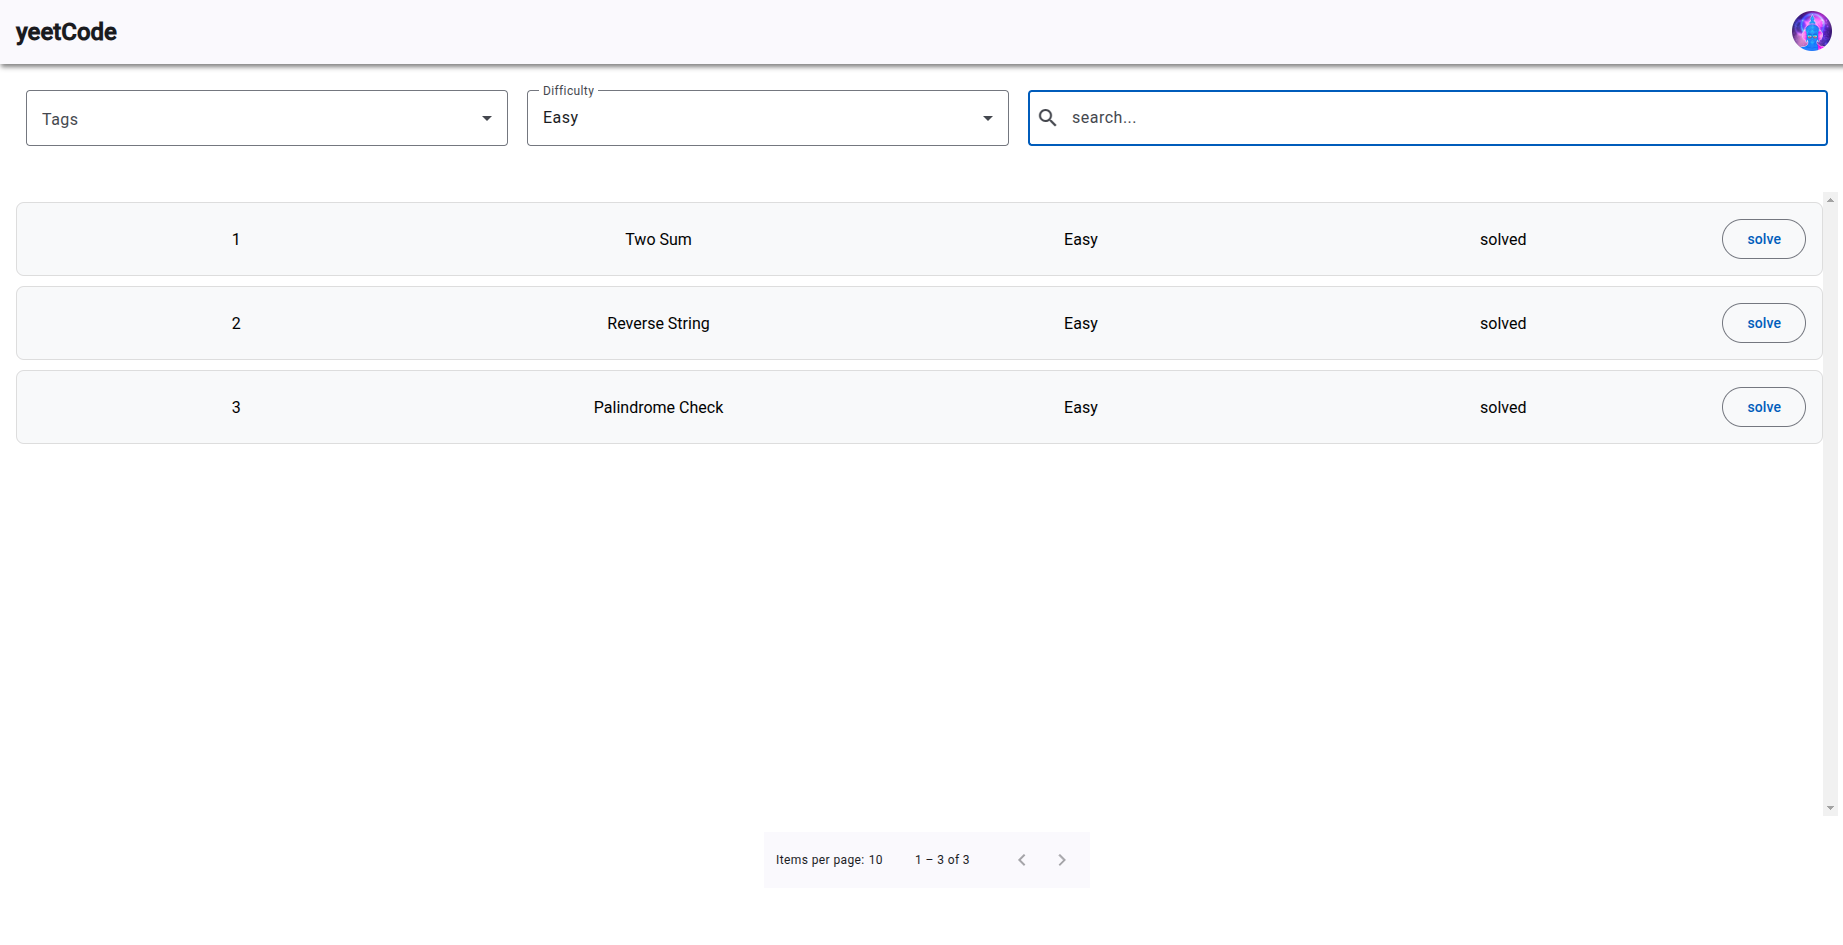 yeetCode
Tags
Difficulty
Easy
search...
1 Two Sum Easy solved solve
2 Reverse String Easy solved solve
3 Palindrome Check Easy solved solve
Items per page: 10 1 – 3 of 3